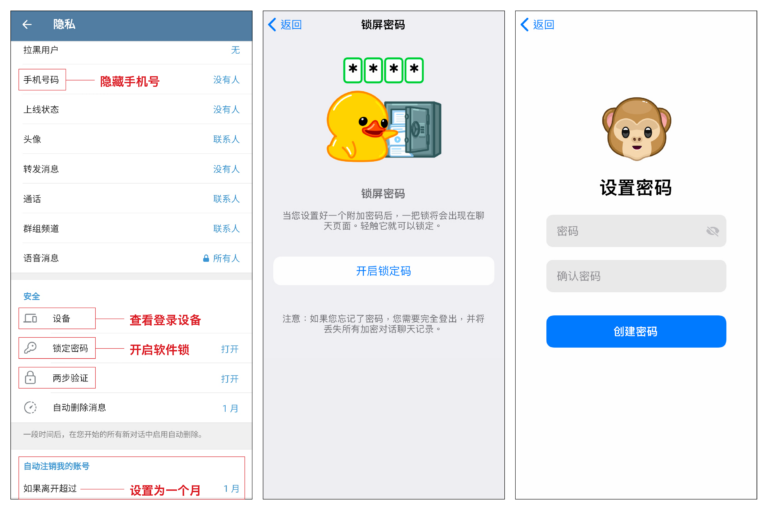 隐私
拉黑用户 无
手机号码 隐藏手机号 没有人
上线状态 没有人
头像 联系人
转发消息 没有人
通话 联系人
群组频道 联系人
语音消息 所有人
安全
设备 查看登录设备
锁定密码 开启软件锁 打开
两步验证 打开
自动删除消息 1 月
一段时间后，在您开始的所有新对话中启用自动删除。
自动注销我的账号
如果离开超过 设置为一个月 1 月
返回 锁屏密码
* * * *
锁屏密码
当您设置好一个附加密码后，一把锁将会出现在聊
天页面。轻触它就可以锁定。
开启锁定码
注意：如果您忘记了密码，您需要完全登出，并将
丢失所有加密对话聊天记录。
返回
设置密码
密码
确认密码
创建密码